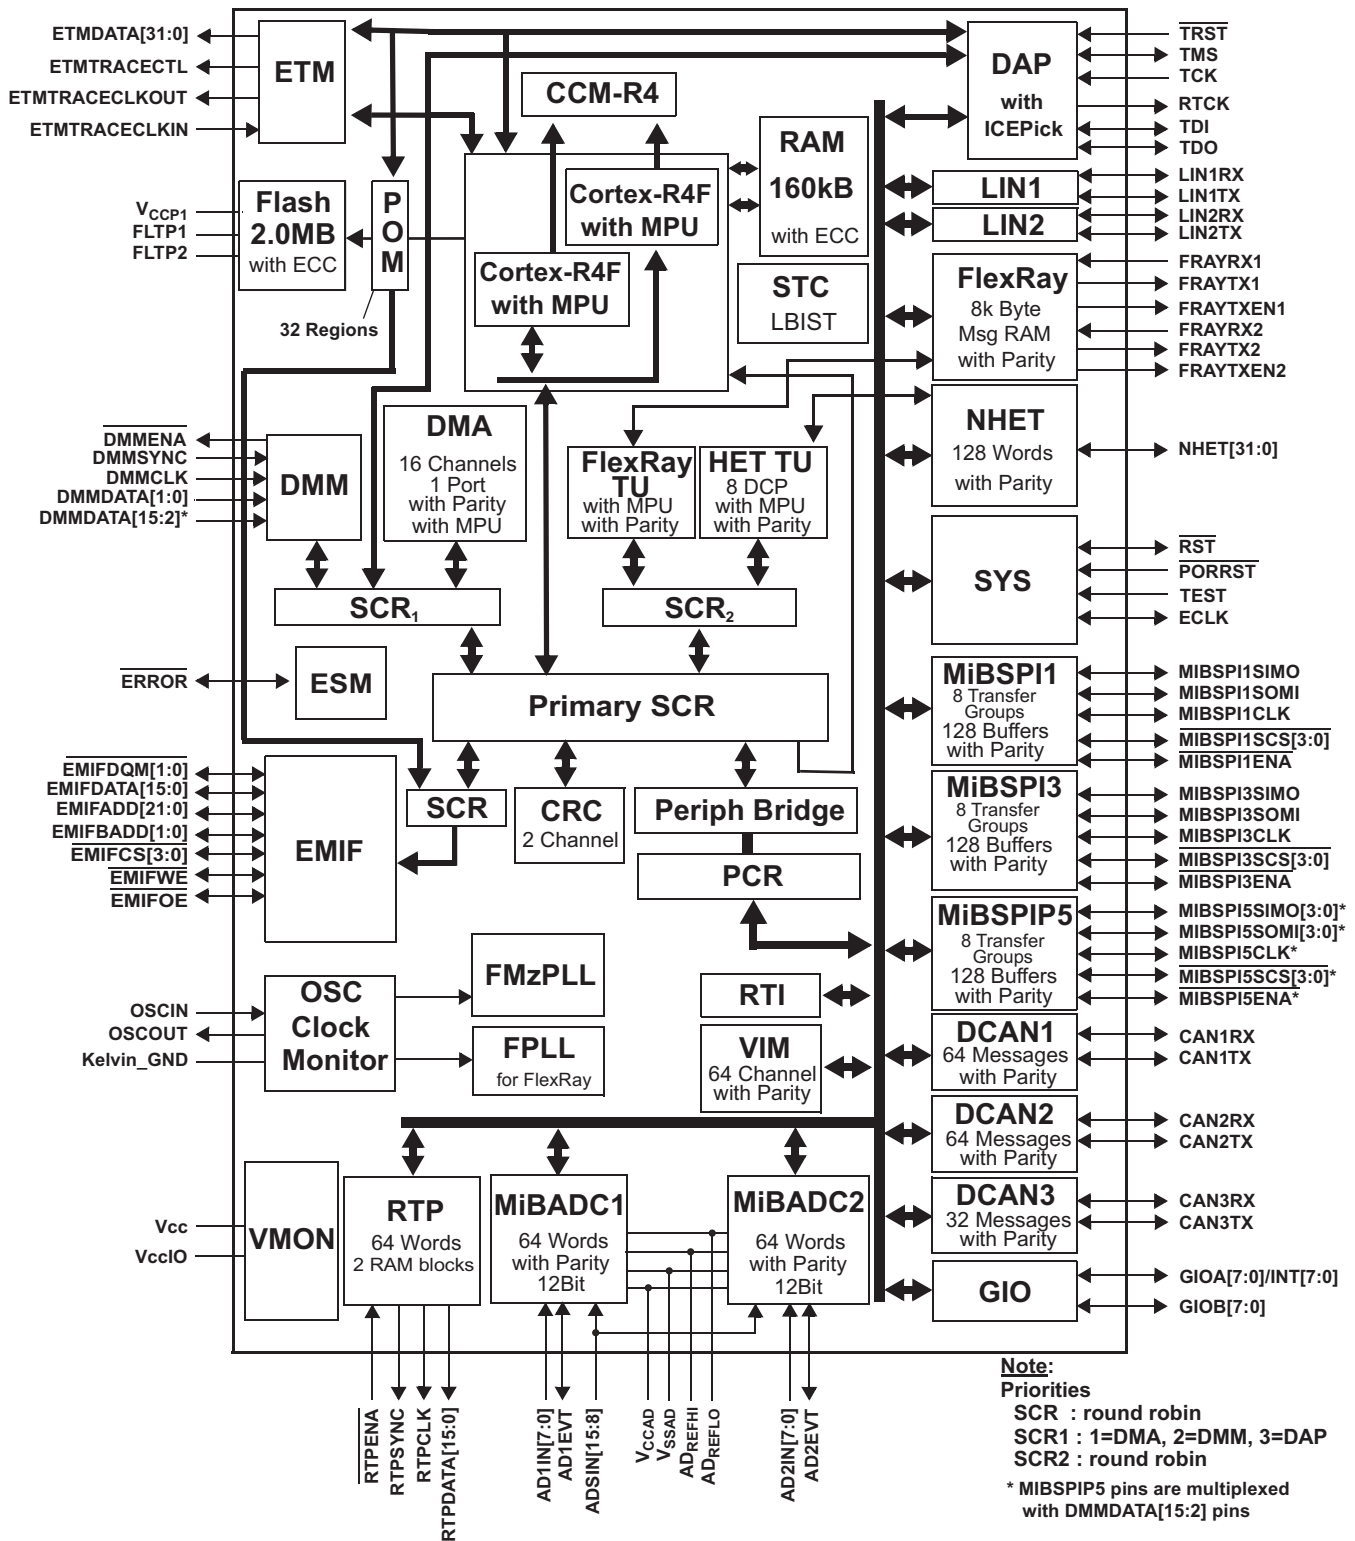 ETMDATA[31:0]
ETMTRACECTL
ETMTRACECLKOUT
ETMTRACECLKIN
ETM
CCM-R4
DAP
with
ICEPick
TRST
TMS
TCK
RTCK
TDI
TDO
VCCP1
FLTP1
FLTP2
Flash
2.0MB
with ECC
P
O
M
32 Regions
Cortex-R4F
with MPU
Cortex-R4F
with MPU
RAM
160kB
with ECC
STC
LBIST
LIN1
LIN2
LIN1RX
LIN1TX
LIN2RX
LIN2TX
FlexRay
8k Byte
Msg RAM
with Parity
FRAYRX1
FRAYTX1
FRAYTXEN1
FRAYRX2
FRAYTX2
FRAYTXEN2
DMMENA
DMMSYNC
DMMCLK
DMMDATA[1:0]
DMMDATA[15:2]*
DMM
DMA
16 Channels
1 Port
with Parity
with MPU
FlexRay
TU
with MPU
with Parity
HET TU
8 DCP
with MPU
with Parity
NHET
128 Words
with Parity
NHET[31:0]
SCR1
SCR2
SYS
RST
PORRST
TEST
ECLK
ERROR
ESM
Primary SCR
MiBSPI1
8 Transfer
Groups
128 Buffers
with Parity
MIBSPI1SIMO
MIBSPI1SOMI
MIBSPI1CLK
MIBSPI1SCS[3:0]
MIBSPI1ENA
EMIFDQM[1:0]
EMIFDATA[15:0]
EMIFADD[21:0]
EMIFBADD[1:0]
EMIFCS[3:0]
EMIFWE
EMIFOE
EMIF
SCR
CRC
2 Channel
Periph Bridge
PCR
MiBSPI3
8 Transfer
Groups
128 Buffers
with Parity
MIBSPI3SIMO
MIBSPI3SOMI
MIBSPI3CLK
MIBSPI3SCS[3:0]
MIBSPI3ENA
MiBSPIP5
8 Transfer
Groups
128 Buffers
with Parity
MIBSPI5SIMO[3:0]*
MIBSPI5SOMI[3:0]*
MIBSPI5CLK*
MIBSPI5SCS[3:0]*
MIBSPI5ENA*
OSCIN
OSCOUT
Kelvin_GND
OSC
Clock
Monitor
FMzPLL
FPLL
for FlexRay
RTI
VIM
64 Channel
with Parity
DCAN1
64 Messages
with Parity
CAN1RX
CAN1TX
DCAN2
64 Messages
with Parity
CAN2RX
CAN2TX
DCAN3
32 Messages
with Parity
CAN3RX
CAN3TX
Vcc
VccIO
VMON
RTP
64 Words
2 RAM blocks
MiBADC1
64 Words
with Parity
12Bit
MiBADC2
64 Words
with Parity
12Bit
GIO
GIOA[7:0]/INT[7:0]
GIOB[7:0]
RTPENA
RTPSYNC
RTPCLK
RTPDATA[15:0]
AD1IN[7:0]
AD1EVT
ADSIN[15:8]
VCCAD
VSSAD
ADREFHI
ADREFLO
AD2IN[7:0]
AD2EVT
Note:
Priorities
SCR : round robin
SCR1 : 1=DMA, 2=DMM, 3=DAP
SCR2 : round robin
* MIBSPIP5 pins are multiplexed
with DMMDATA[15:2] pins